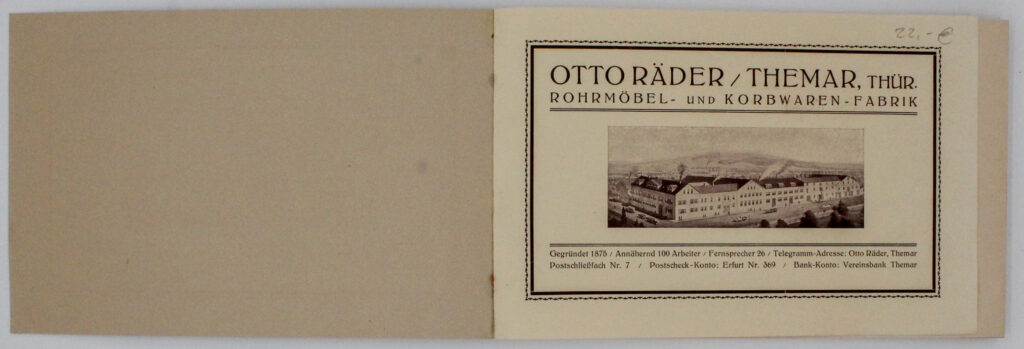 22,- €
OTTO RÄDER / THEMAR, THÜR.
ROHRMÖBEL- UND KORBWAREN-FABRIK
Gegründet 1875 / Annähernd 100 Arbeiter / Fernsprecher 26 / Telegramm-Adresse: Otto Räder, Themar
Postschließfach Nr. 7 / Postscheck-Konto: Erfurt Nr. 369 / Bank-Konto: Vereinsbank Themar